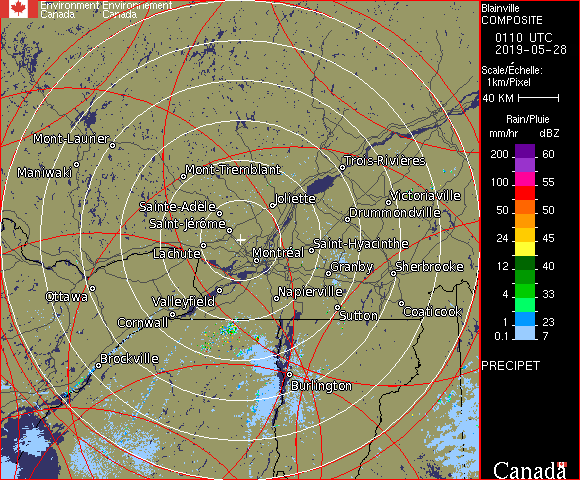 Environment Environnement
Canada Canada
Blainville
COMPOSITE
0110 UTC
2019-05-28
Scale/Échelle:
1km/Pixel
40 KM
Rain/Pluie
mm/hr dBZ
200 60
100 55
50 50
24 45
12 40
4 33
1 23
0.1 7
PRECIPET
Canada
Mont-Laurier
Maniwaki
Mont-Tremblant
Trois-Rivières
Joliette
Victoriaville
Sainte-Adèle
Drummondville
Saint-Jérôme
Lachute
Montréal
Saint-Hyacinthe
Granby
Sherbrooke
Ottawa
Valleyfield
Napierville
Cornwall
Sutton
Coaticook
Brockville
Burlington